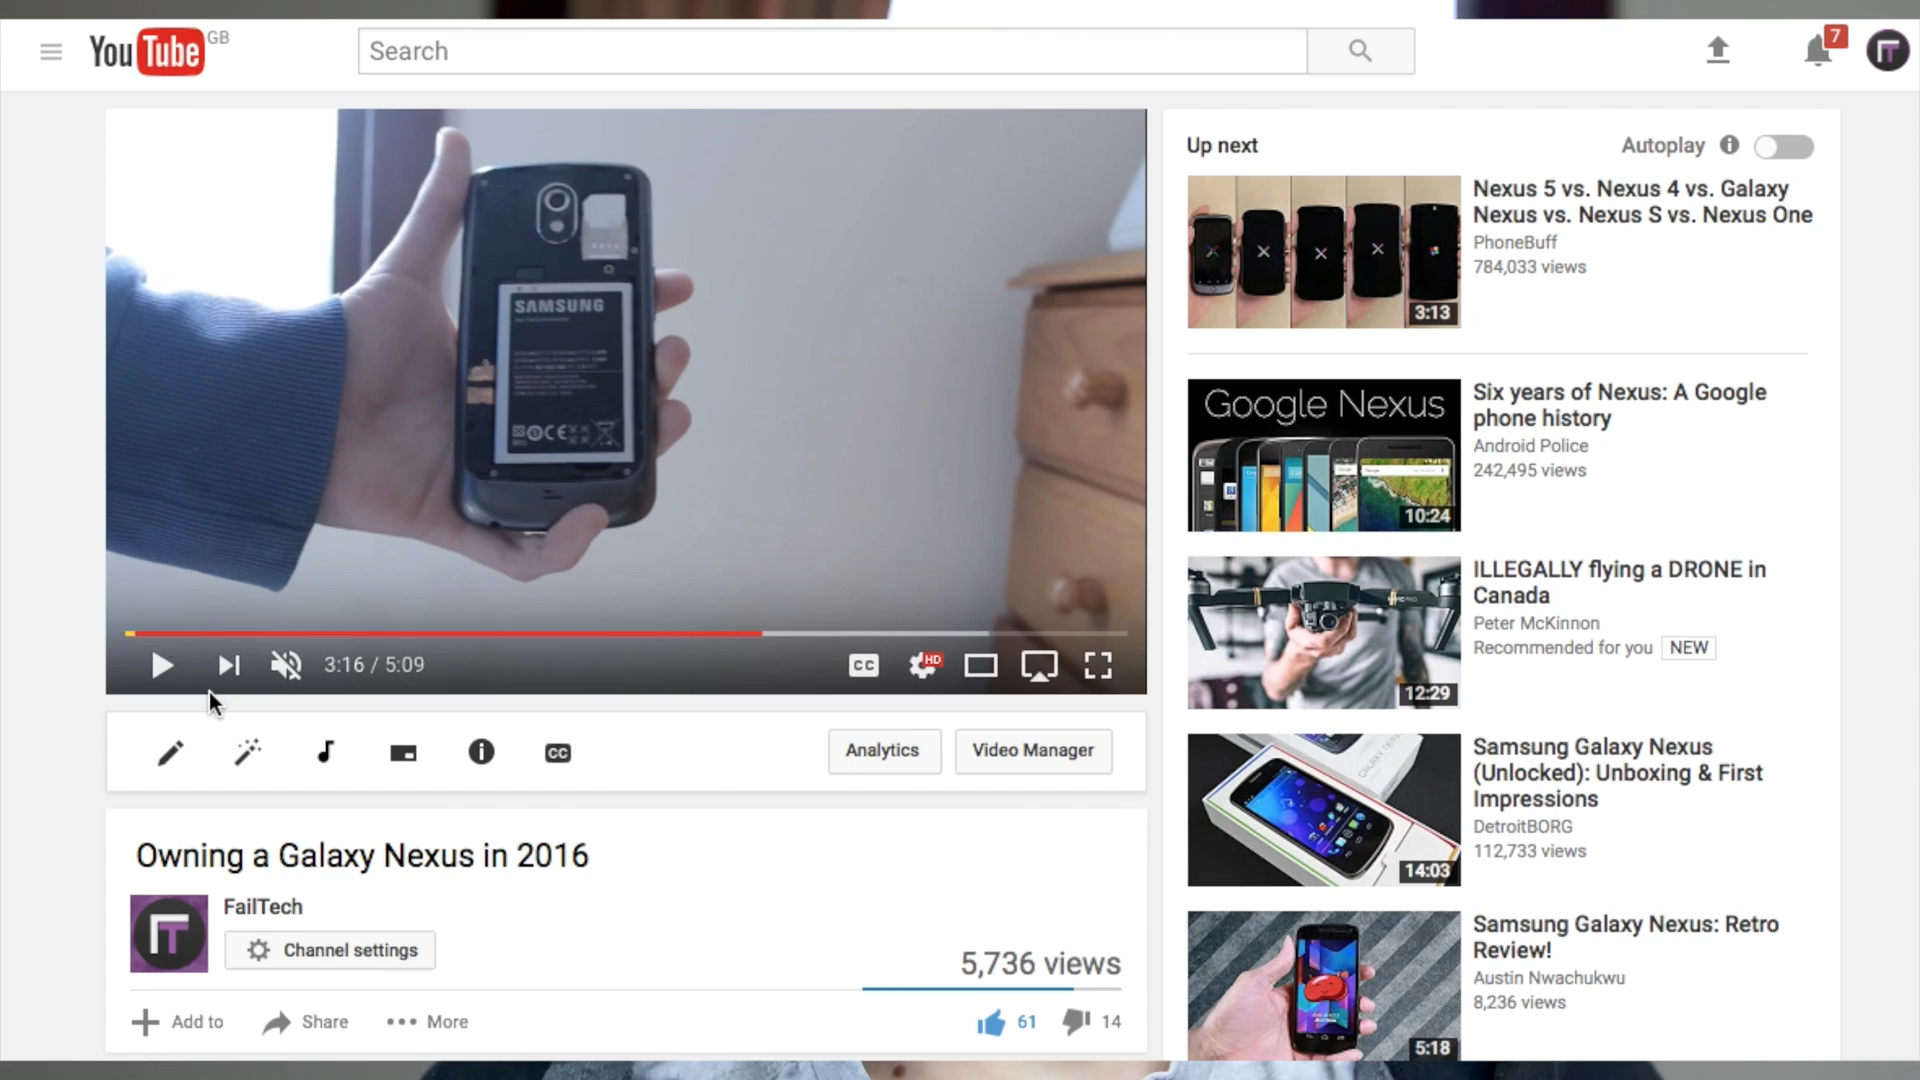 YouTube GB
Search
7
SAMSUNG
3:16 / 5:09
CC
HD
CC
Analytics
Video Manager
Owning a Galaxy Nexus in 2016
FailTech
Channel settings
5,736 views
Add to
Share
More
61
14
Up next
Autoplay
3:13
Nexus 5 vs. Nexus 4 vs. Galaxy
Nexus vs. Nexus S vs. Nexus One
PhoneBuff
784,033 views
Google Nexus
10:24
Six years of Nexus: A Google
phone history
Android Police
242,495 views
12:29
ILLEGALLY flying a DRONE in
Canada
Peter McKinnon
Recommended for you NEW
14:03
Samsung Galaxy Nexus
(Unlocked): Unboxing & First
Impressions
DetroitBORG
112,733 views
5:18
Samsung Galaxy Nexus: Retro
Review!
Austin Nwachukwu
8,236 views